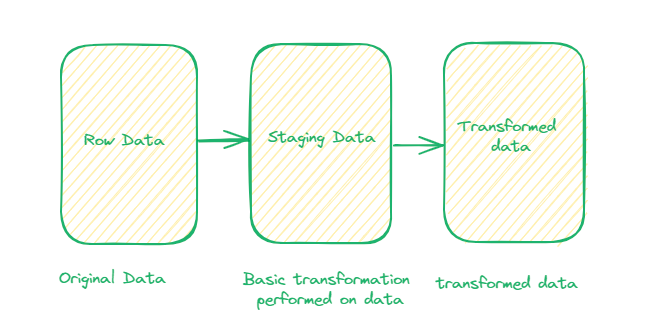 Row Data
Staging Data
Transformed
data
Original Data
Basic transformation
performed on data
transformed data